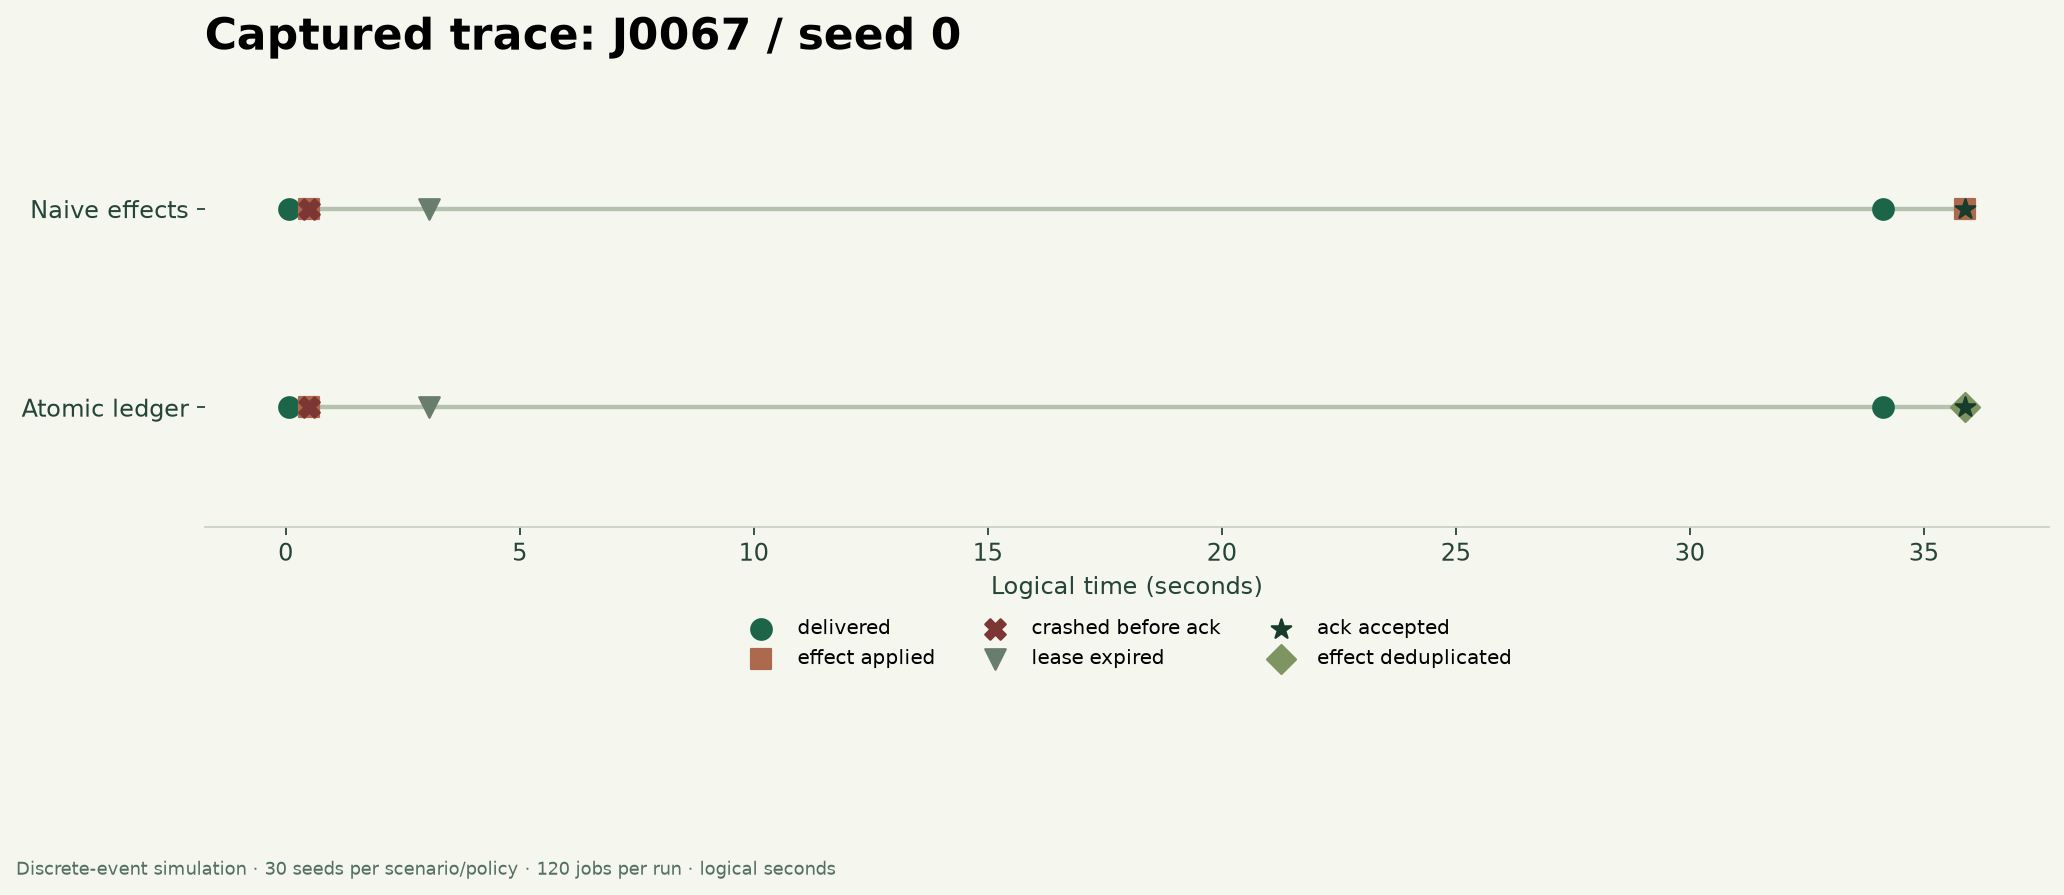 Captured trace: J0067 / seed 0
Naive effects
Atomic ledger
0 5 10 15 20 25 30 35
Logical time (seconds)
delivered crashed before ack ack accepted
effect applied lease expired effect deduplicated
Discrete-event simulation · 30 seeds per scenario/policy · 120 jobs per run · logical seconds